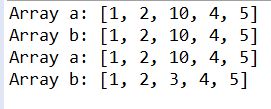 Array a: [1, 2, 10, 4, 5]
Array b: [1, 2, 10, 4, 5]
Array a: [1, 2, 10, 4, 5]
Array b: [1, 2, 3, 4, 5]